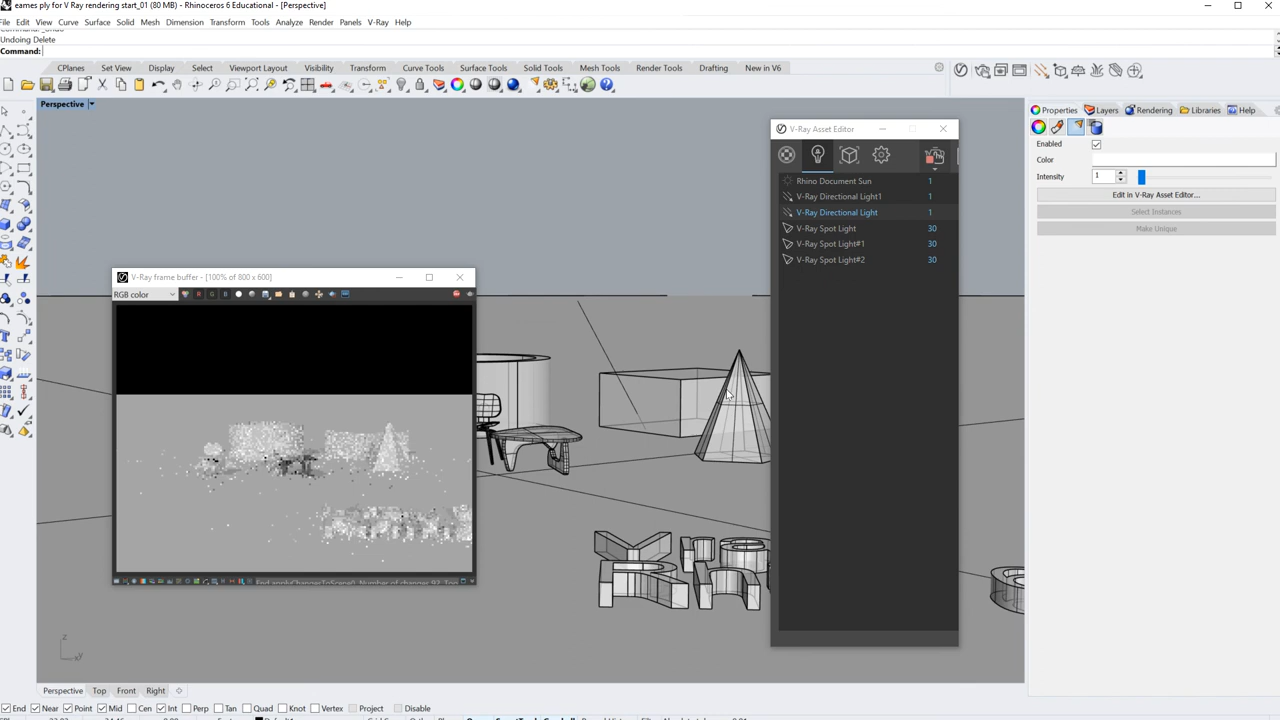 eames ply for V Ray rendering start_01 (80 MB) - Rhinoceros 6 Educational - [Perspective]
File Edit View Curve Surface Solid Mesh Dimension Transform Tools Analyze Render Panels V-Ray Help
Undoing Delete
Command:
CPlanes Set View Display Select Viewport Layout Visibility Transform Curve Tools Surface Tools Solid Tools Mesh Tools Render Tools Drafting New in V6
Perspective
Properties Layers Rendering Libraries Help
V-Ray Asset Editor
Enabled
Color
Intensity 1
Edit in V-Ray Asset Editor...
Select Instances
Make Unique
Rhino Document Sun 1
V-Ray Directional Light1 1
V-Ray Directional Light 1
V-Ray Spot Light 30
V-Ray Spot Light#1 30
V-Ray Spot Light#2 30
V-Ray frame buffer - [100% of 800 x 600]
RGB color
z
y
Perspective Top Front Right
End Near Point Mid Cen Int Perp Tan Quad Knot Vertex Project Disable